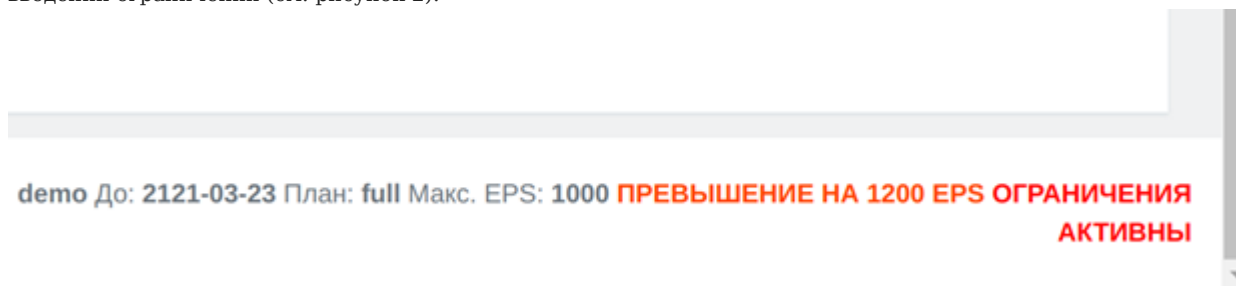 demo До: 2121-03-23 План: full Макс. EPS: 1000 ПРЕВЫШЕНИЕ НА 1200 EPS ОГРАНИЧЕНИЯ
АКТИВНЫ